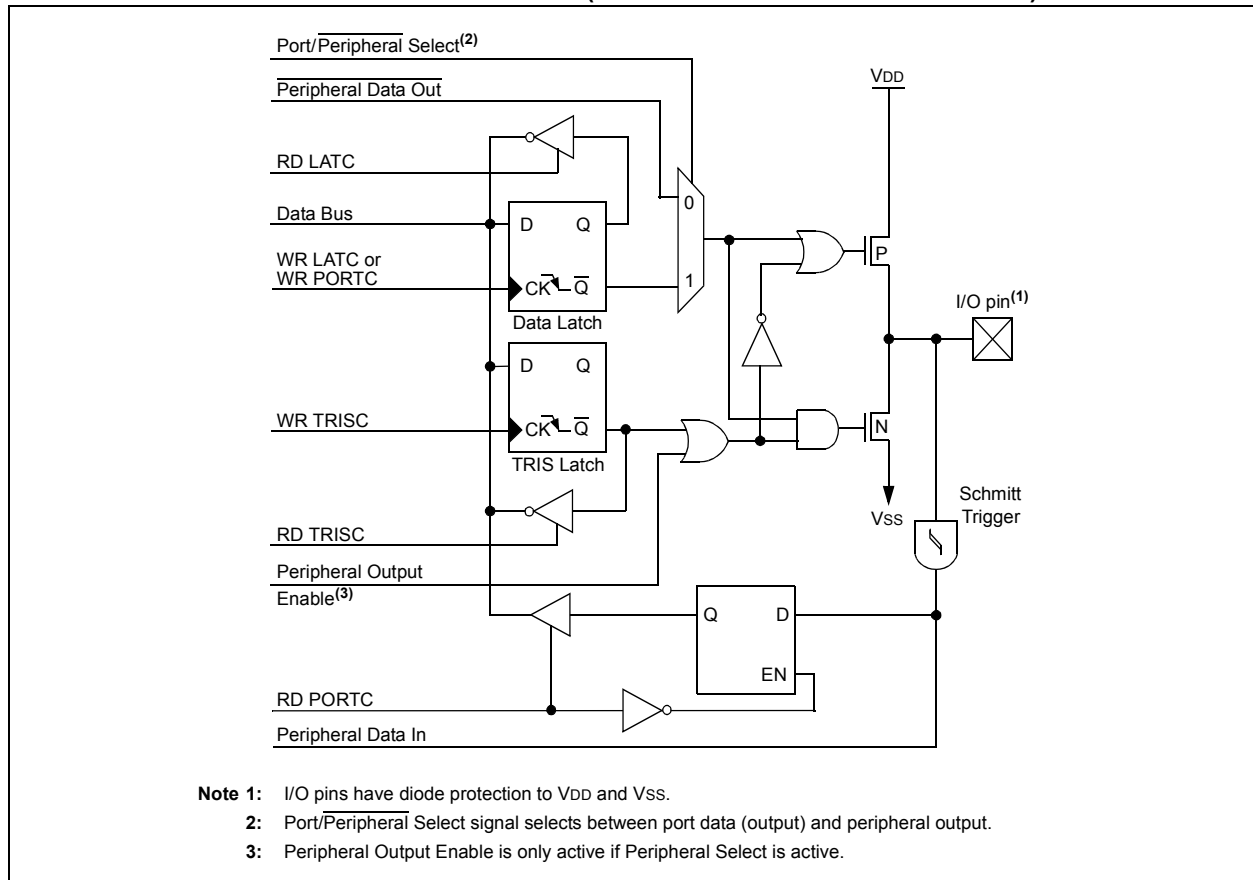 Port/Peripheral Select(2)
Peripheral Data Out
VDD
RD LATC
0
Data Bus
D Q
P
WR LATC or
WR PORTC
CK Q
1
I/O pin(1)
Data Latch
D Q
WR TRISC
CK Q
N
TRIS Latch
VSS
Schmitt
Trigger
RD TRISC
Peripheral Output
Enable(3)
Q D
EN
RD PORTC
Peripheral Data In
Note 1: I/O pins have diode protection to VDD and VSS.
2: Port/Peripheral Select signal selects between port data (output) and peripheral output.
3: Peripheral Output Enable is only active if Peripheral Select is active.